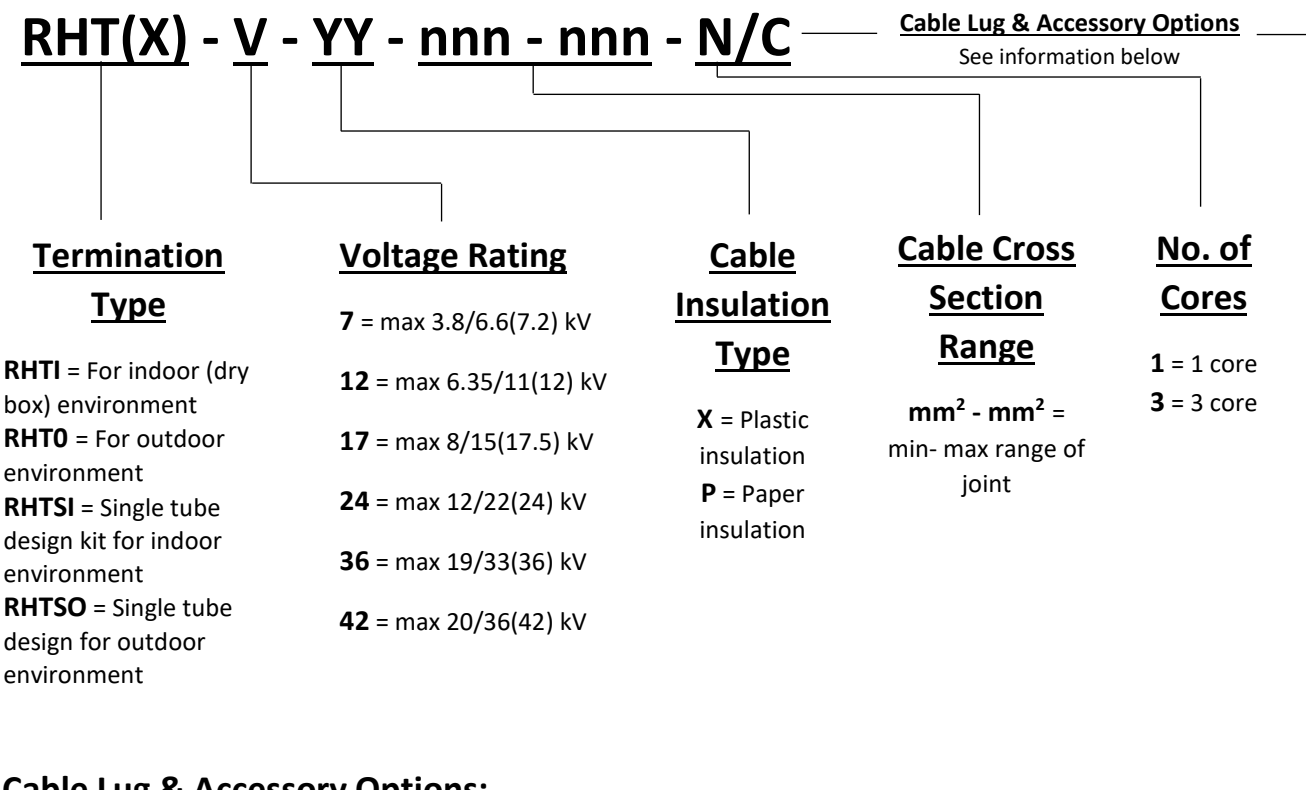 RHT(X) - V - YY - nnn - nnn - N/C
Cable Lug & Accessory Options
See information below
Termination
Type
RHTI = For indoor (dry
box) environment
RHT0 = For outdoor
environment
RHTSI = Single tube
design kit for indoor
environment
RHTSO = Single tube
design for outdoor
environment
Voltage Rating
7 = max 3.8/6.6(7.2) kV
12 = max 6.35/11(12) kV
17 = max 8/15(17.5) kV
24 = max 12/22(24) kV
36 = max 19/33(36) kV
42 = max 20/36(42) kV
Cable
Insulation
Type
X = Plastic
insulation
P = Paper
insulation
Cable Cross
Section
Range
mm² - mm² =
min- max range of
joint
No. of
Cores
1 = 1 core
3 = 3 core
Cable Lug & Accessory Options: